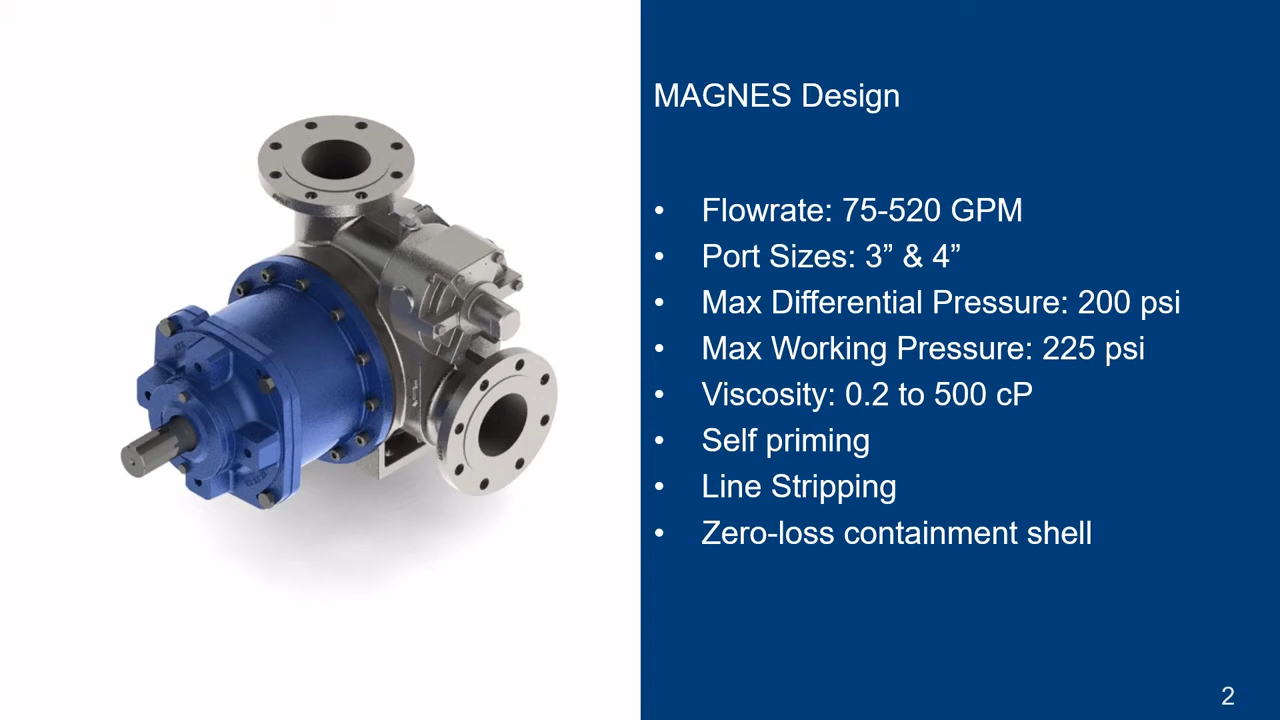 MAGNES Design
• Flowrate: 75-520 GPM
• Port Sizes: 3” & 4”
• Max Differential Pressure: 200 psi
• Max Working Pressure: 225 psi
• Viscosity: 0.2 to 500 cP
• Self priming
• Line Stripping
• Zero-loss containment shell
2